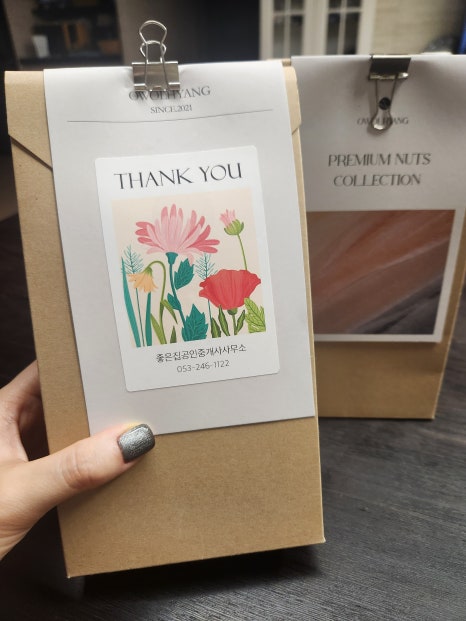 SINCE.2021
THANK YOU
좋은집공인중개사사무소
053-246-1122
PREMIUM NUTS
COLLECTION